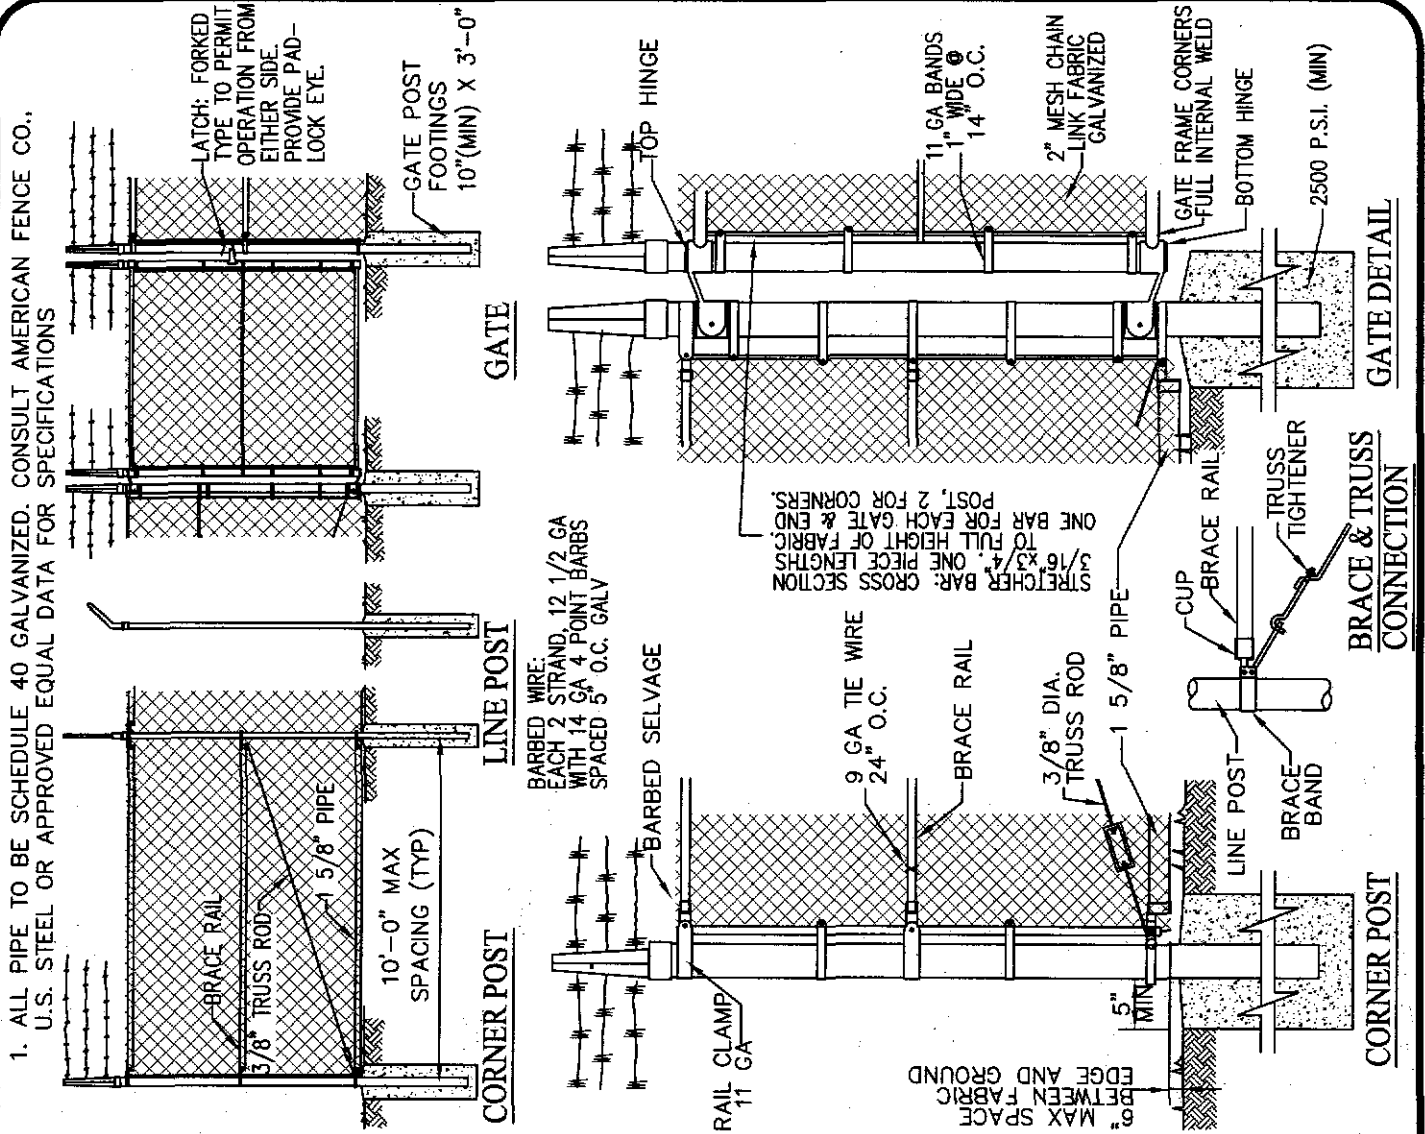 1. ALL PIPE TO BE SCHEDULE 40 GALVANIZED. CONSULT AMERICAN FENCE CO.,
U.S. STEEL OR APPROVED EQUAL DATA FOR SPECIFICATIONS
BRACE RAIL
3/8" TRUSS ROD
1 5/8" PIPE
10'-0" MAX
SPACING (TYP)
CORNER POST
LINE POST
LATCH: FORKED
TYPE TO PERMIT
OPERATION FROM
EITHER SIDE.
PROVIDE PAD-
LOCK EYE.
GATE POST
FOOTINGS
10"(MIN) X 3'-0"
GATE
BARBED WIRE:
EACH 2 STRAND, 12 1/2 GA
WITH 14 GA 4 POINT BARBS
SPACED 5" O.C. GALV
BARBED SELVAGE
RAIL CLAMP
11 GA
9 GA TIE WIRE
24" O.C.
BRACE RAIL
3/8" DIA.
TRUSS ROD
1 5/8" PIPE
5"
MIN
6" MAX SPACE
BETWEEN FABRIC
EDGE AND GROUND
CORNER POST
STRETCHER BAR: CROSS SECTION
3/16"x3/4", ONE PIECE LENGTHS
TO FULL HEIGHT OF FABRIC.
ONE BAR FOR EACH GATE & END
POST, 2 FOR CORNERS.
TOP HINGE
11 GA BANDS
1" WIDE @
14" O.C.
2" MESH CHAIN
LINK FABRIC
GALVANIZED
GATE FRAME CORNERS
FULL INTERNAL WELD
BOTTOM HINGE
2500 P.S.I. (MIN)
GATE DETAIL
LINE POST
CUP
BRACE RAIL
TRUSS
TIGHTENER
BRACE
BAND
BRACE & TRUSS
CONNECTION